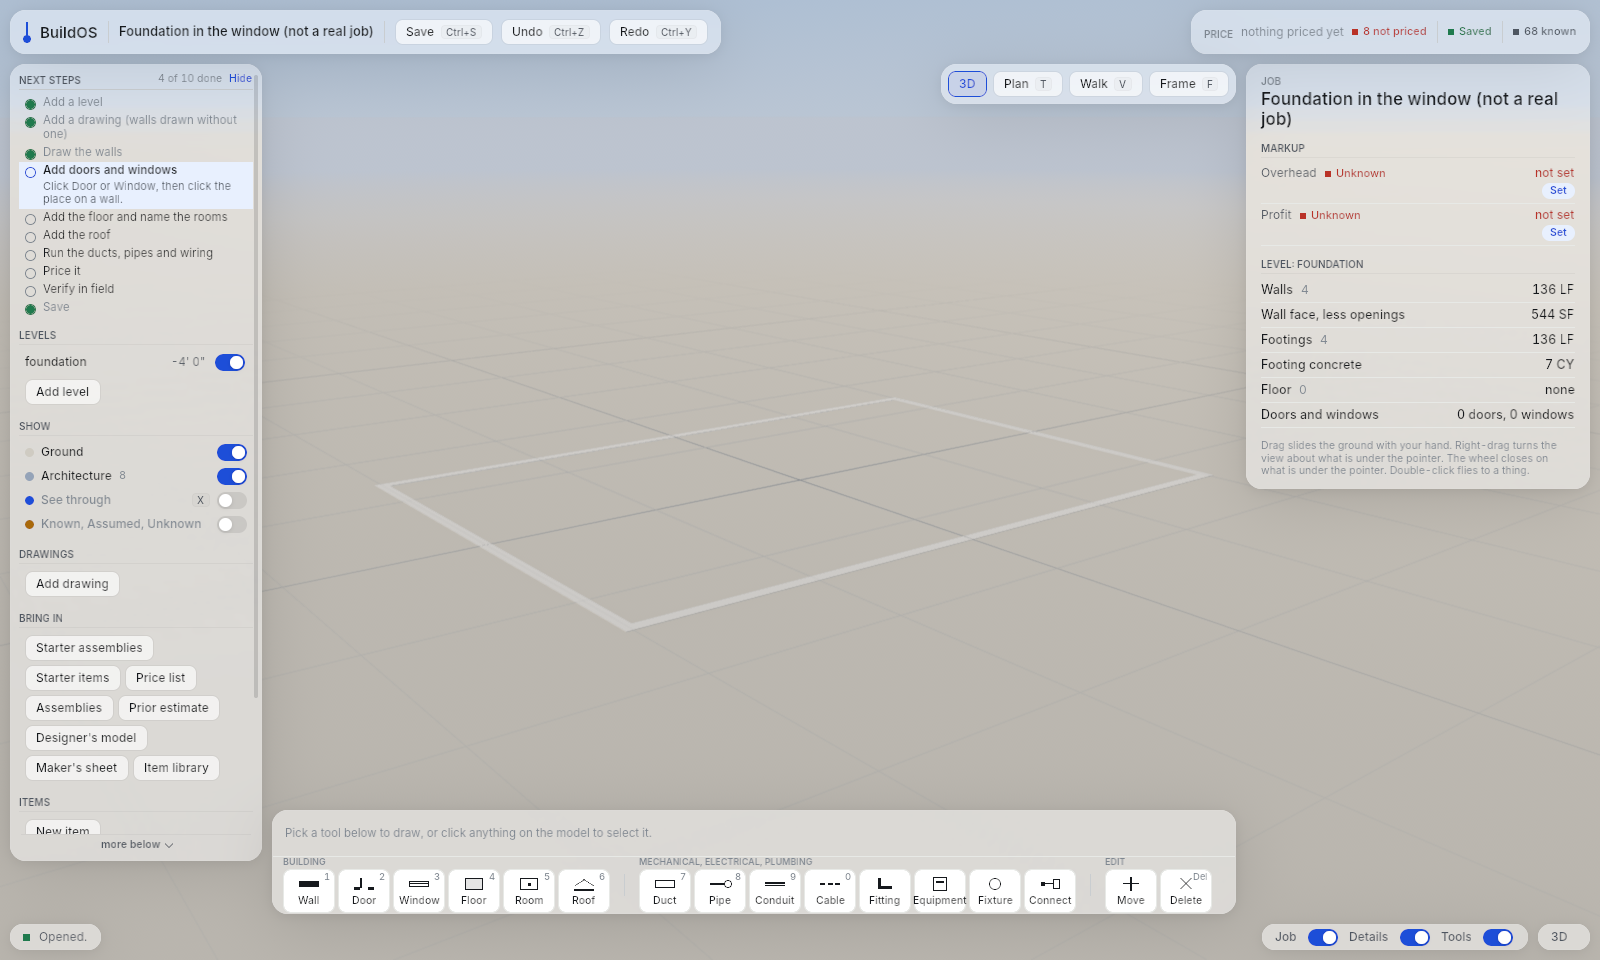 BuildOS
Foundation in the window (not a real job)
Save Ctrl+S
Undo Ctrl+Z
Redo Ctrl+Y
PRICE nothing priced yet 8 not priced Saved 68 known
NEXT STEPS 4 of 10 done Hide
Add a level
Add a drawing (walls drawn without
one)
Draw the walls
Add doors and windows
Click Door or Window, then click the
place on a wall.
Add the floor and name the rooms
Add the roof
Run the ducts, pipes and wiring
Price it
Verify in field
Save
LEVELS
foundation -4' 0"
Add level
SHOW
Ground
Architecture 8
See through X
Known, Assumed, Unknown
DRAWINGS
Add drawing
BRING IN
Starter assemblies
Starter items Price list
Assemblies Prior estimate
Designer's model
Maker's sheet Item library
ITEMS
New item
more below
3D Plan T Walk V Frame F
JOB
Foundation in the window (not a real
job)
MARKUP
Overhead Unknown not set
Set
Profit Unknown not set
Set
LEVEL: FOUNDATION
Walls 4 136 LF
Wall face, less openings 544 SF
Footings 4 136 LF
Footing concrete 7 CY
Floor 0 none
Doors and windows 0 doors, 0 windows
Drag slides the ground with your hand. Right-drag turns the
view about what is under the pointer. The wheel closes on
what is under the pointer. Double-click flies to a thing.
Pick a tool below to draw, or click anything on the model to select it.
BUILDING MECHANICAL, ELECTRICAL, PLUMBING EDIT
1 2 3 4 5 6 7 8 9 0 Del
Wall Door Window Floor Room Roof Duct Pipe Conduit Cable Fitting Equipment Fixture Connect Move Delete
Opened.
Job Details Tools 3D